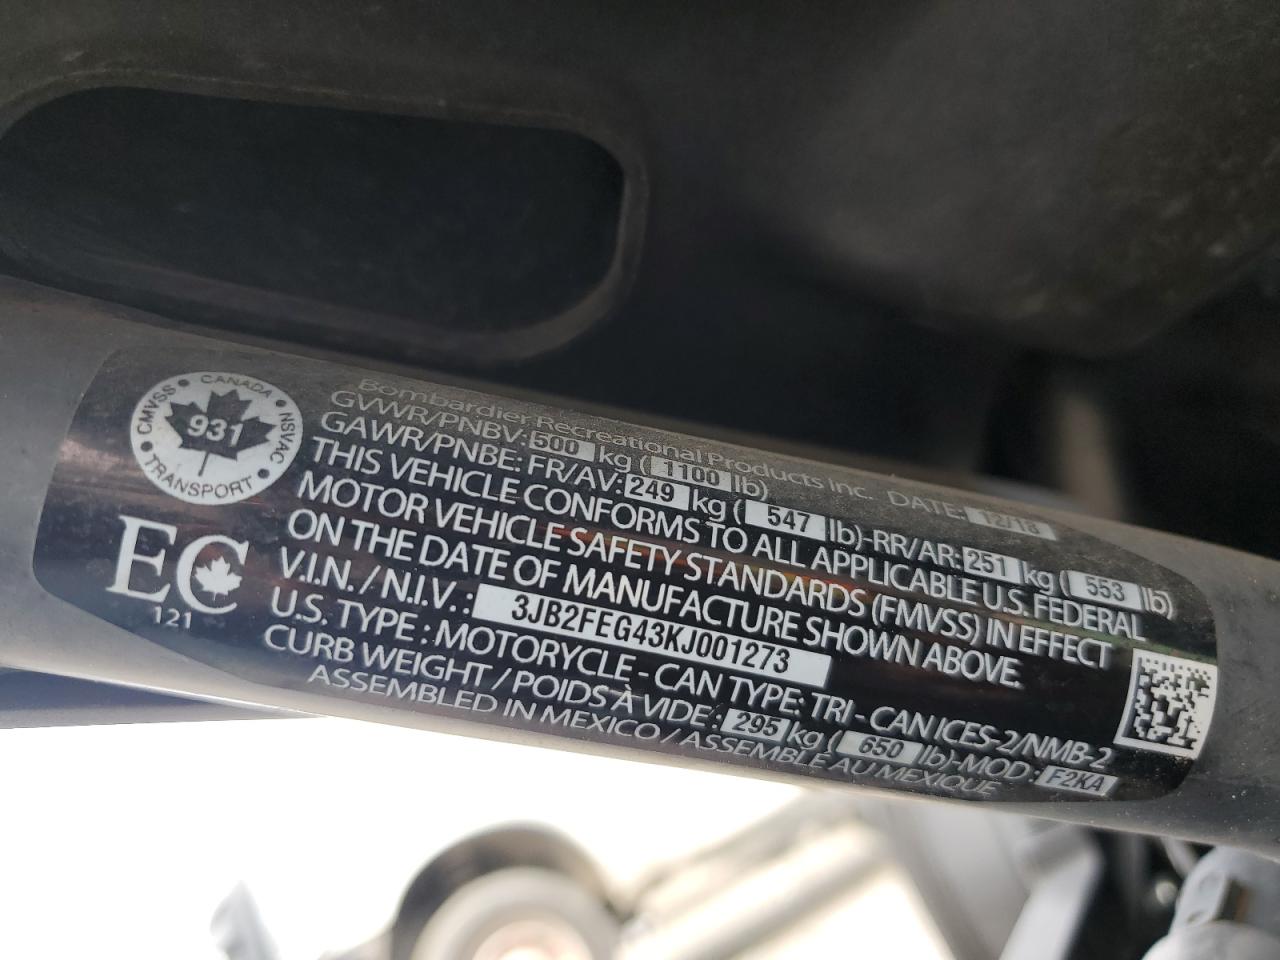 CANADA
CMVSS
NSVAC
931
TRANSPORT
EC
121
Bombardier Recreational Products Inc. DATE: 12/18
GVWR/PNBV: 500 kg ( 1100 lb)
GAWR/PNBE: FR/AV: 249 kg ( 547 lb)-RR/AR: 251 kg ( 553 lb)
THIS VEHICLE CONFORMS TO ALL APPLICABLE U.S. FEDERAL
MOTOR VEHICLE SAFETY STANDARDS (FMVSS) IN EFFECT
ON THE DATE OF MANUFACTURE SHOWN ABOVE.
V.I.N. / N.I.V. : 3JB2FEG43KJ001273
U.S. TYPE : MOTORYCLE - CAN TYPE: TRI - CAN ICES-2/NMB-2
CURB WEIGHT / POIDS À VIDE : 295 kg ( 650 lb)-MOD : F2KA
ASSEMBLED IN MEXICO / ASSEMBLÉ AU MEXIQUE